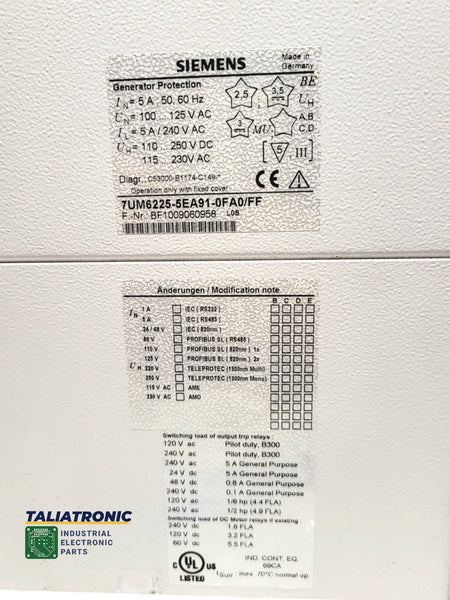 SIEMENS
Made in
Germany
Generator Protection
BE
2,5
3,5
IN= 5 A , 50, 60 Hz
UH
UN= 100 125 V AC
A,B
3
MU
C,D
I1= 5 A / 240 V AC
UH= 110 250 V DC
115 230V AC
5
III
Diagr.: C53000-B1174-C149-*
Operation only with fixed cover
CE
7UM6225-5EA91-0FA0/FF
F.-Nr.: BF1009060958 L0S
Änderungen / Modification note
B C D E
IN 1 A IEC ( RS232 )
5 A IEC ( RS485 )
24 / 48 V IEC ( 820nm )
60 V PROFIBUS SL ( RS485 )
110 V PROFIBUS SL ( 820nm ) 1x
125 V PROFIBUS SL ( 820nm ) 2x
UH 220 V TELEPROTEC (1300nm Multi)
250 V TELEPROTEC (1300nm Mono)
115 V AC AME
230 V AC AMO
Switching load of output trip relays :
120 V ac Pilot duty, B300
240 V ac Pilot duty, B300
240 V ac 5 A General Purpose
24 V dc 5 A General Purpose
48 V dc 0,8 A General Purpose
240 V dc 0,1 A General Purpose
120 V ac 1/6 hp (4.4 FLA)
240 V ac 1/2 hp (4.9 FLA)
Switching load of DC Motor relays if existing
240 V dc 1.6 FLA
120 V dc 3.2 FLA
60 V dc 5.5 FLA
C UL US
LISTED
IND. CONT. EQ.
69CA
tsurr : max. 70°C normal op.
TALIATRONIC
INDUSTRIAL
ELECTRONIC
PARTS